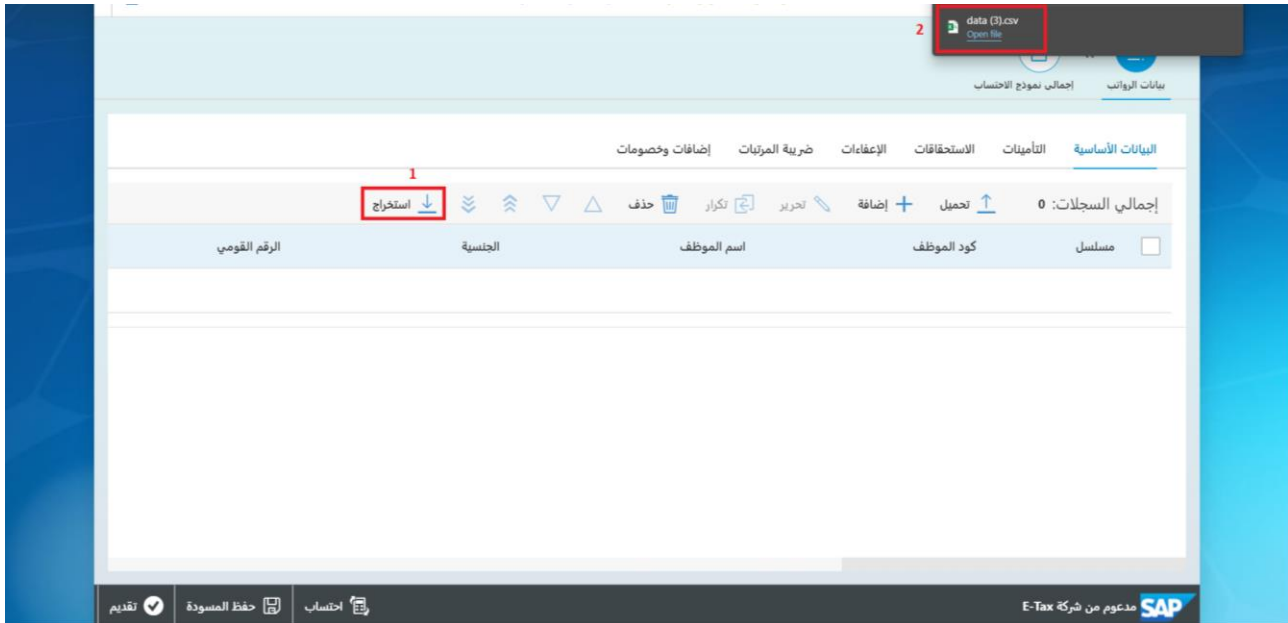 2
data (3).csv
Open file
بيانات الرواتب إجمالي نموذج الاحتساب
البيانات الأساسية التأمينات الاستحقاقات الإعفاءات ضريبة المرتبات إضافات وخصومات
1
إجمالي السجلات: 0 تحميل إضافة تحرير تكرار حذف استخراج
مسلسل كود الموظف اسم الموظف الجنسية الرقم القومي
SAP مدعوم من شركة E-Tax احتساب حفظ المسودة تقديم